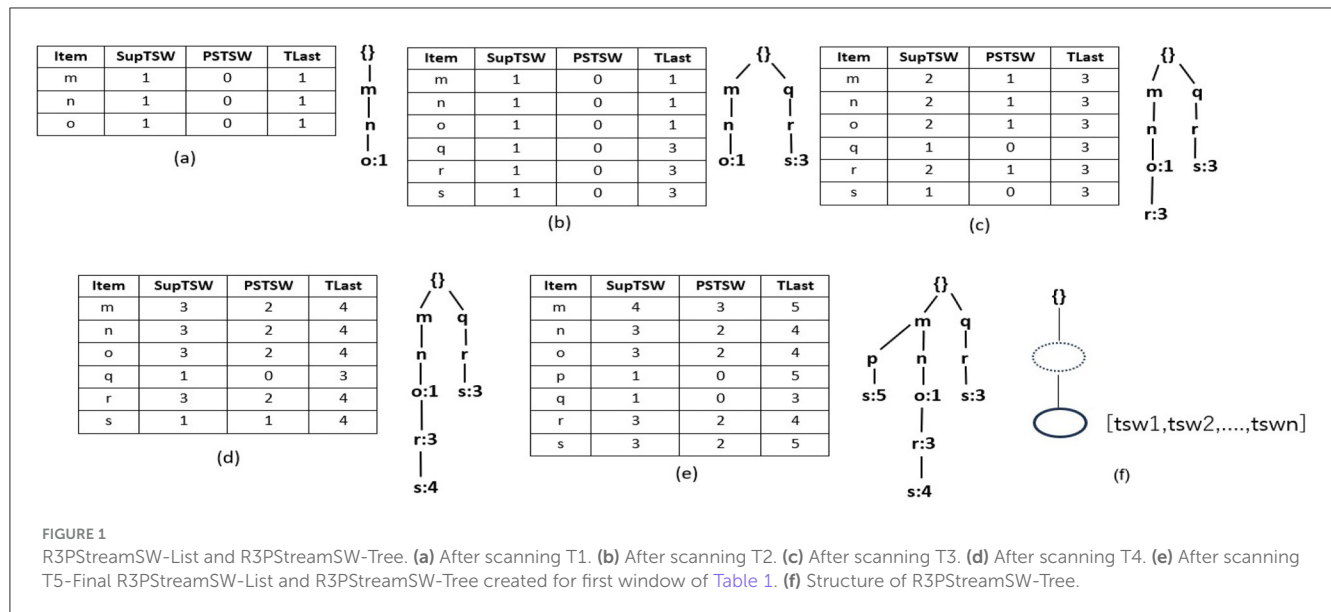 Item SupTSW PSTSW TLast
m 1 0 1
n 1 0 1
o 1 0 1
(a)
{}
m
n
o:1
Item SupTSW PSTSW TLast
m 1 0 1
n 1 0 1
o 1 0 1
q 1 0 3
r 1 0 3
s 1 0 3
(b)
{}
m q
n r
o:1 s:3
Item SupTSW PSTSW TLast
m 2 1 3
n 2 1 3
o 2 1 3
q 1 0 3
r 2 1 3
s 1 0 3
(c)
{}
m q
n r
o:1 s:3
r:3
Item SupTSW PSTSW TLast
m 3 2 4
n 3 2 4
o 3 2 4
q 1 0 3
r 3 2 4
s 1 1 4
(d)
{}
m q
n r
o:1 s:3
r:3
s:4
Item SupTSW PSTSW TLast
m 4 3 5
n 3 2 4
o 3 2 4
p 1 0 5
q 1 0 3
r 3 2 4
s 3 2 5
(e)
{}
m q
p n r
s:5 o:1 s:3
r:3
s:4
{}
[tsw1,tsw2,....,tswn]
(f)
FIGURE 1
R3PStreamSW-List and R3PStreamSW-Tree. (a) After scanning T1. (b) After scanning T2. (c) After scanning T3. (d) After scanning T4. (e) After scanning
T5-Final R3PStreamSW-List and R3PStreamSW-Tree created for first window of Table 1. (f) Structure of R3PStreamSW-Tree.